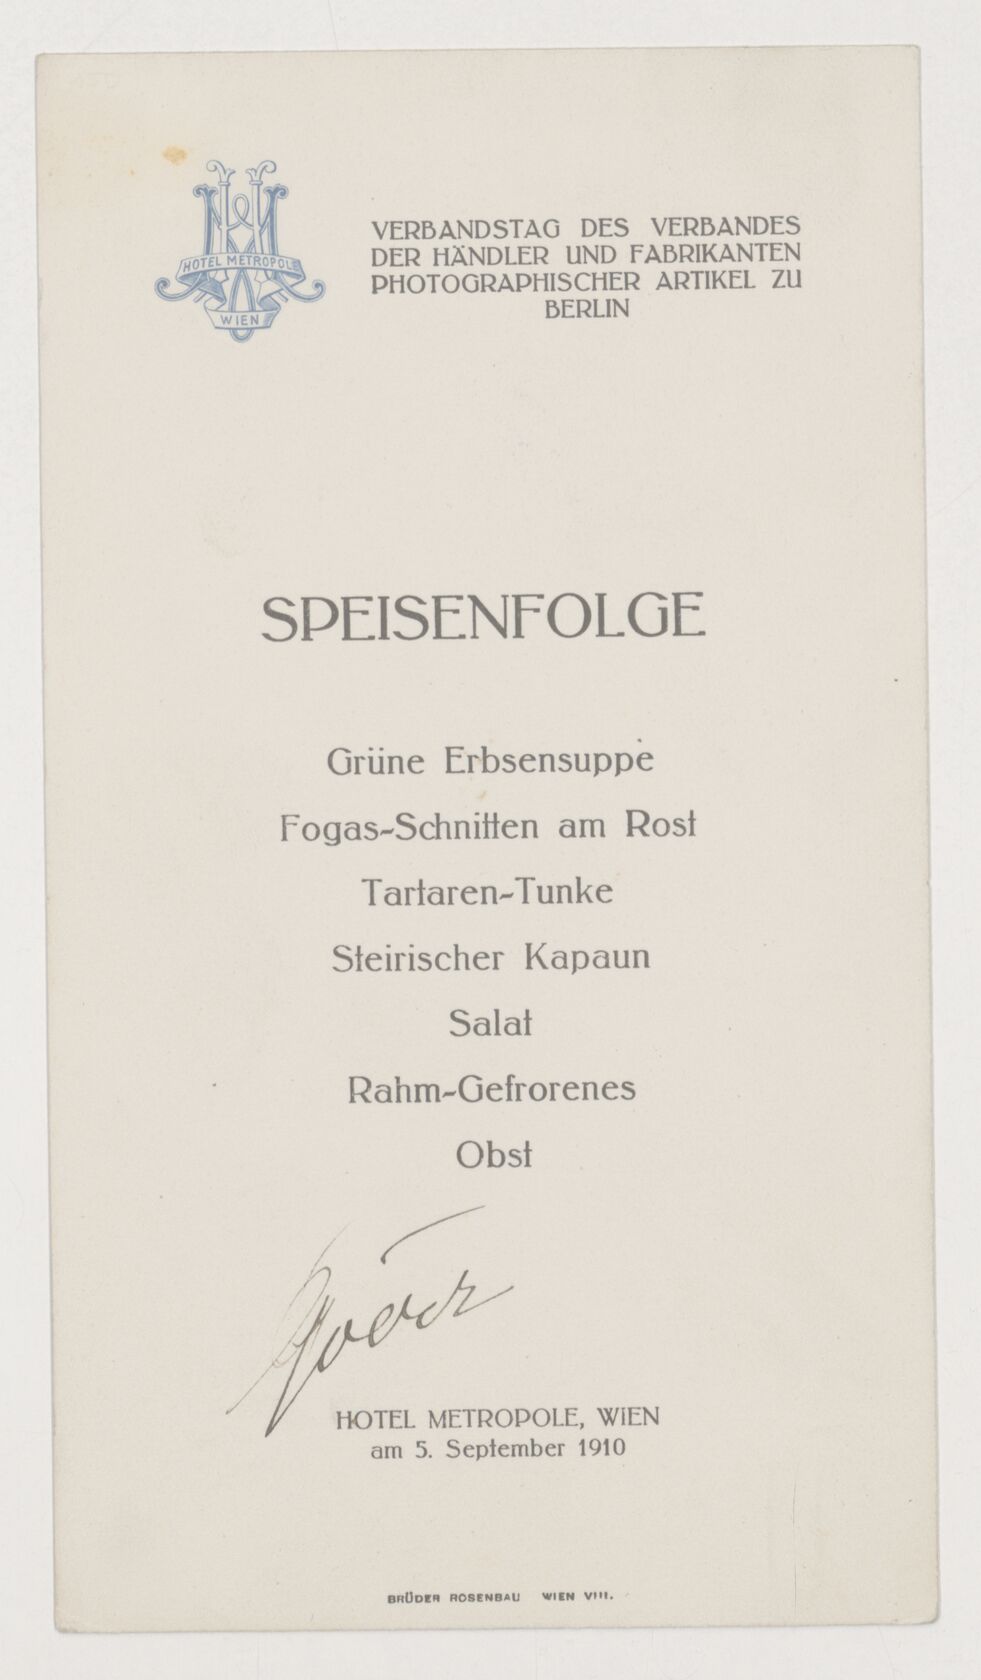 HOTEL METROPOLE
WIEN
VERBANDSTAG DES VERBANDES
DER HÄNDLER UND FABRIKANTEN
PHOTOGRAPHISCHER ARTIKEL ZU
BERLIN
SPEISENFOLGE
Grüne Erbsensuppe
Fogas-Schnitten am Rost
Tartaren-Tunke
Steirischer Kapaun
Salat
Rahm-Gefrorenes
Obst
HOTEL METROPOLE, WIEN
am 5. September 1910
BRÜDER ROSENBAU WIEN VIII.